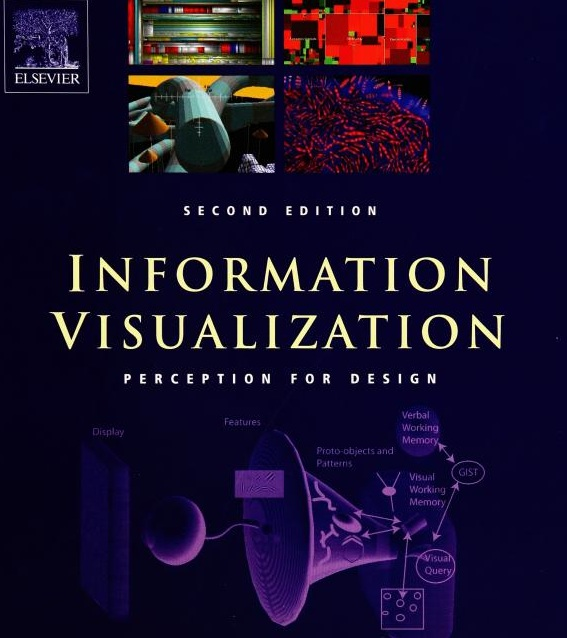 ELSEVIER
SECOND EDITION
INFORMATION
VISUALIZATION
PERCEPTION FOR DESIGN
Display
Features
Verbal
Working
Memory
Proto-objects and
Patterns
GIST
Visual
Working
Memory
Visual
Query